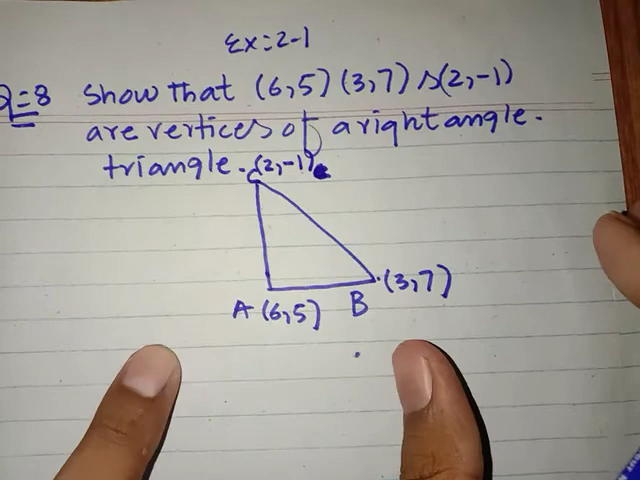 Ex=2-1
Q=8 show that (6,5) (3,7) & (2,-1)
are vertices of a right angle.
triangle.
C (2,-1)
(3,7)
A (6,5) B